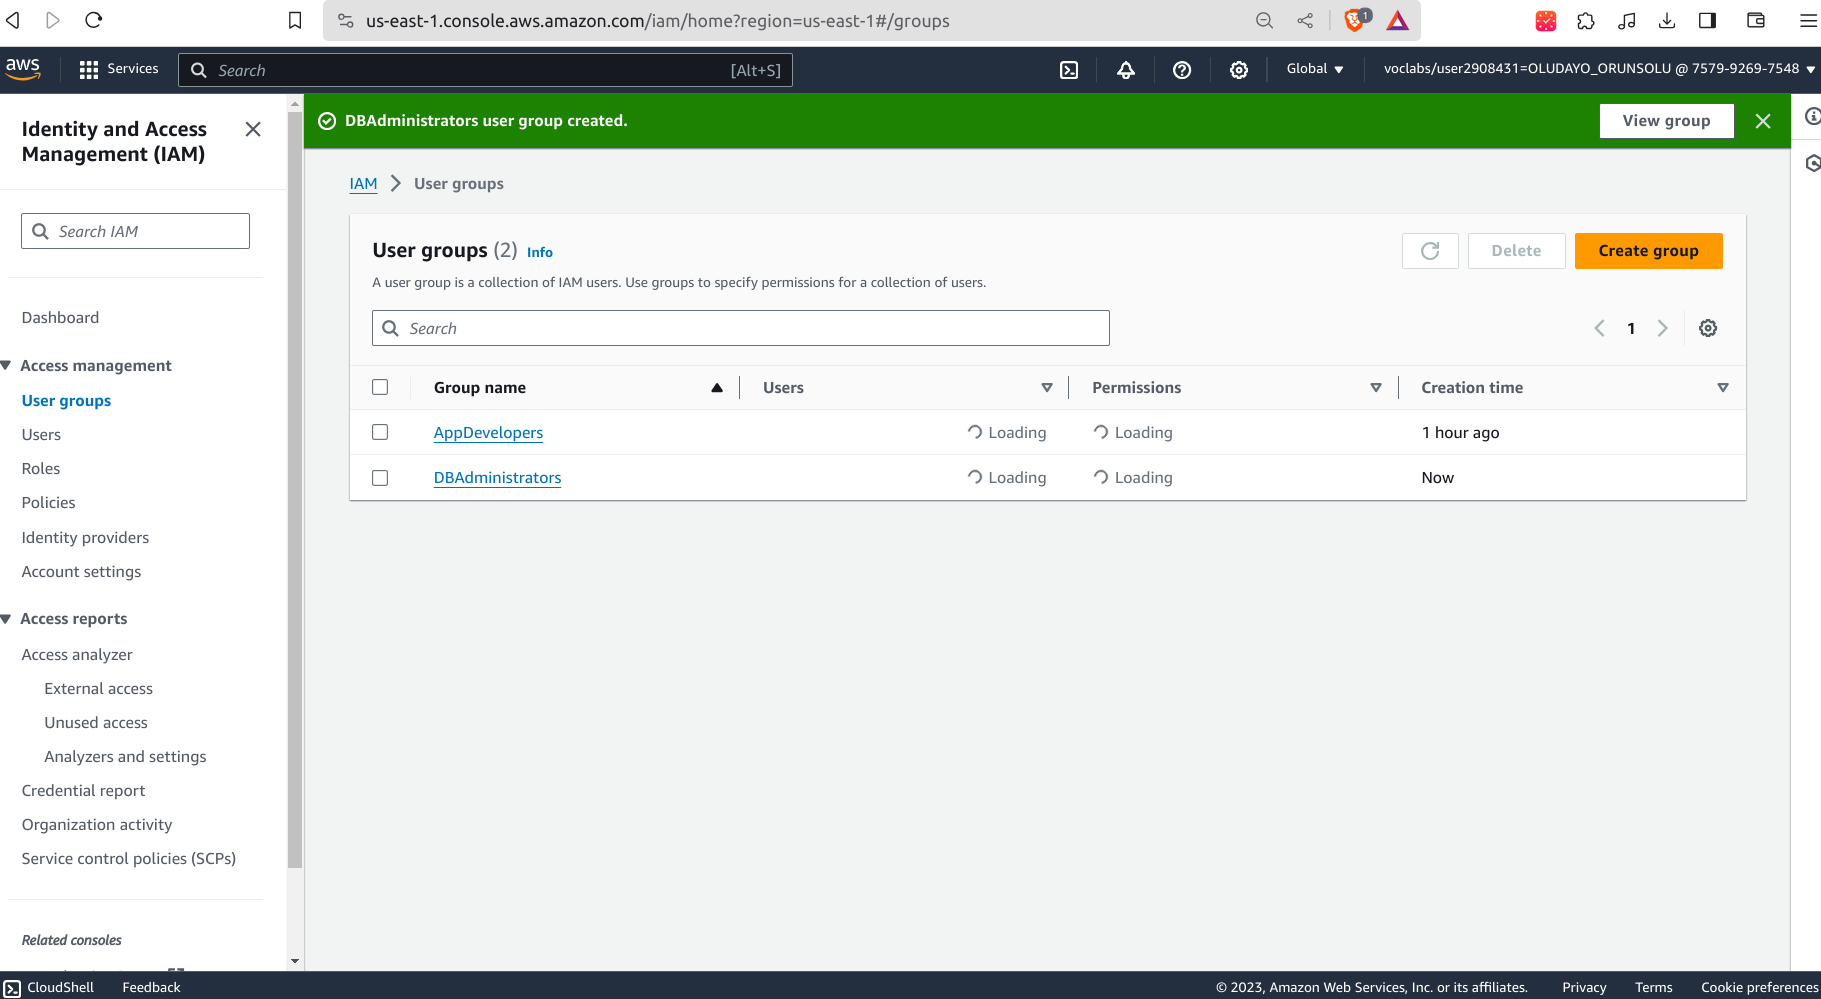 us-east-1.console.aws.amazon.com/iam/home?region=us-east-1#/groups
1
aws
Services
Search
[Alt+S]
Global
voclabs/user2908431=OLUDAYO_ORUNSOLU @ 7579-9269-7548
Identity and Access
Management (IAM)
Search IAM
Dashboard
Access management
User groups
Users
Roles
Policies
Identity providers
Account settings
Access reports
Access analyzer
External access
Unused access
Analyzers and settings
Credential report
Organization activity
Service control policies (SCPs)
Related consoles
DBAdministrators user group created.
View group
IAM
User groups
User groups (2) Info
A user group is a collection of IAM users. Use groups to specify permissions for a collection of users.
Delete
Create group
Search
1
Group name Users Permissions Creation time
AppDevelopers Loading Loading 1 hour ago
DBAdministrators Loading Loading Now
CloudShell Feedback © 2023, Amazon Web Services, Inc. or its affiliates. Privacy Terms Cookie preferences